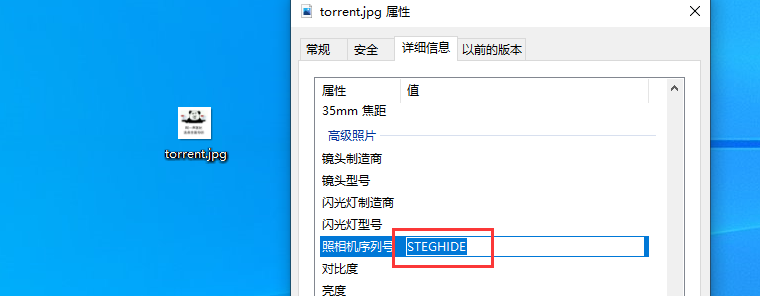 torrent.jpg 属性
常规
安全
详细信息
以前的版本
属性
值
35mm 焦距
高级照片
镜头制造商
镜头型号
闪光灯制造商
闪光灯型号
照相机序列号
STEGHIDE
对比度
亮度
torrent.jpg